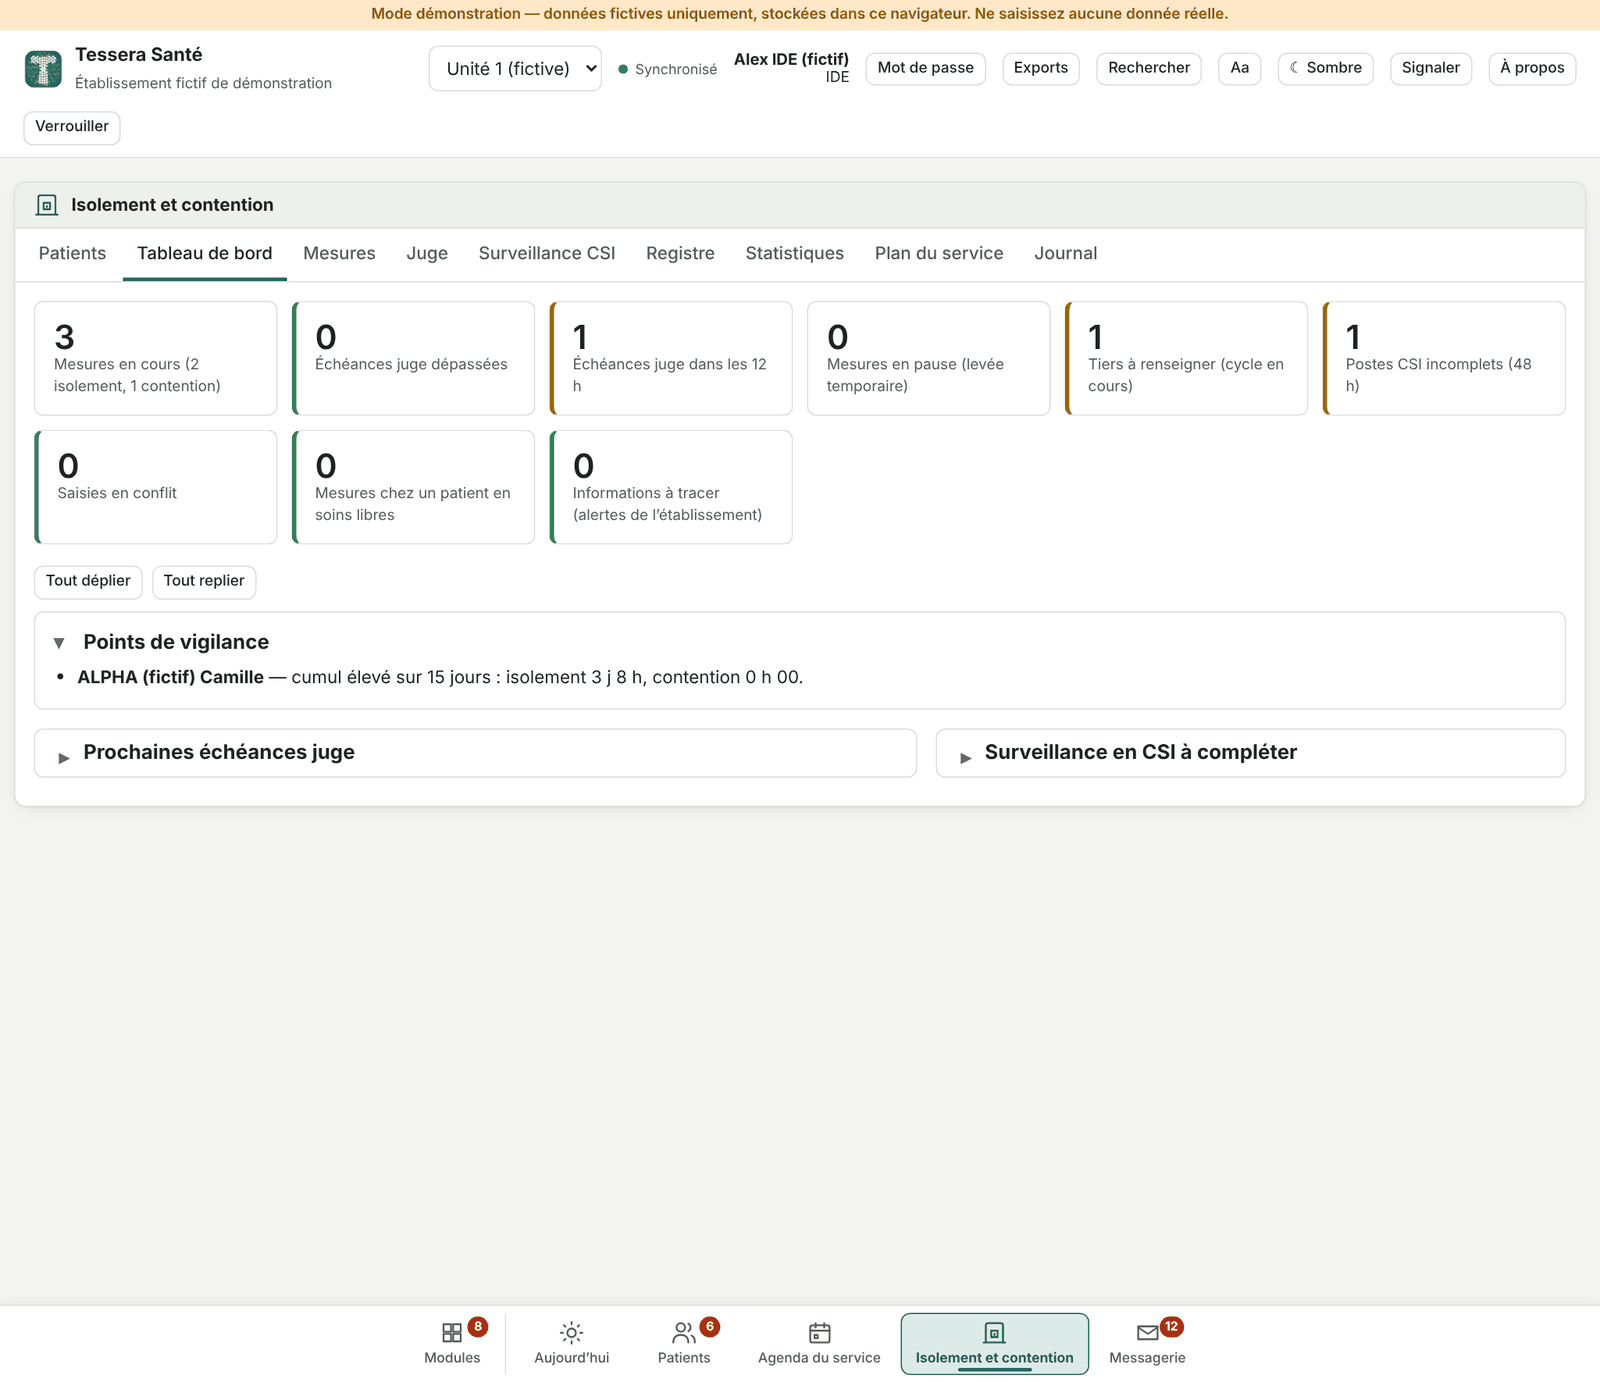 Mode démonstration — données fictives uniquement, stockées dans ce navigateur. Ne saisissez aucune donnée réelle.
Tessera Santé
Établissement fictif de démonstration
Unité 1 (fictive)
Synchronisé
Alex IDE (fictif)
IDE
Mot de passe
Exports
Rechercher
Aa
☾ Sombre
Signaler
À propos
Verrouiller
Isolement et contention
Patients
Tableau de bord
Mesures
Juge
Surveillance CSI
Registre
Statistiques
Plan du service
Journal
3
Mesures en cours (2
isolement, 1 contention)
0
Échéances juge dépassées
1
Échéances juge dans les 12
h
0
Mesures en pause (levée
temporaire)
1
Tiers à renseigner (cycle en
cours)
1
Postes CSI incomplets (48
h)
0
Saisies en conflit
0
Mesures chez un patient en
soins libres
0
Informations à tracer
(alertes de l’établissement)
Tout déplier
Tout replier
▼ Points de vigilance
• ALPHA (fictif) Camille — cumul élevé sur 15 jours : isolement 3 j 8 h, contention 0 h 00.
▶ Prochaines échéances juge
▶ Surveillance en CSI à compléter
8
Modules
Aujourd’hui
6
Patients
Agenda du service
Isolement et contention
12
Messagerie